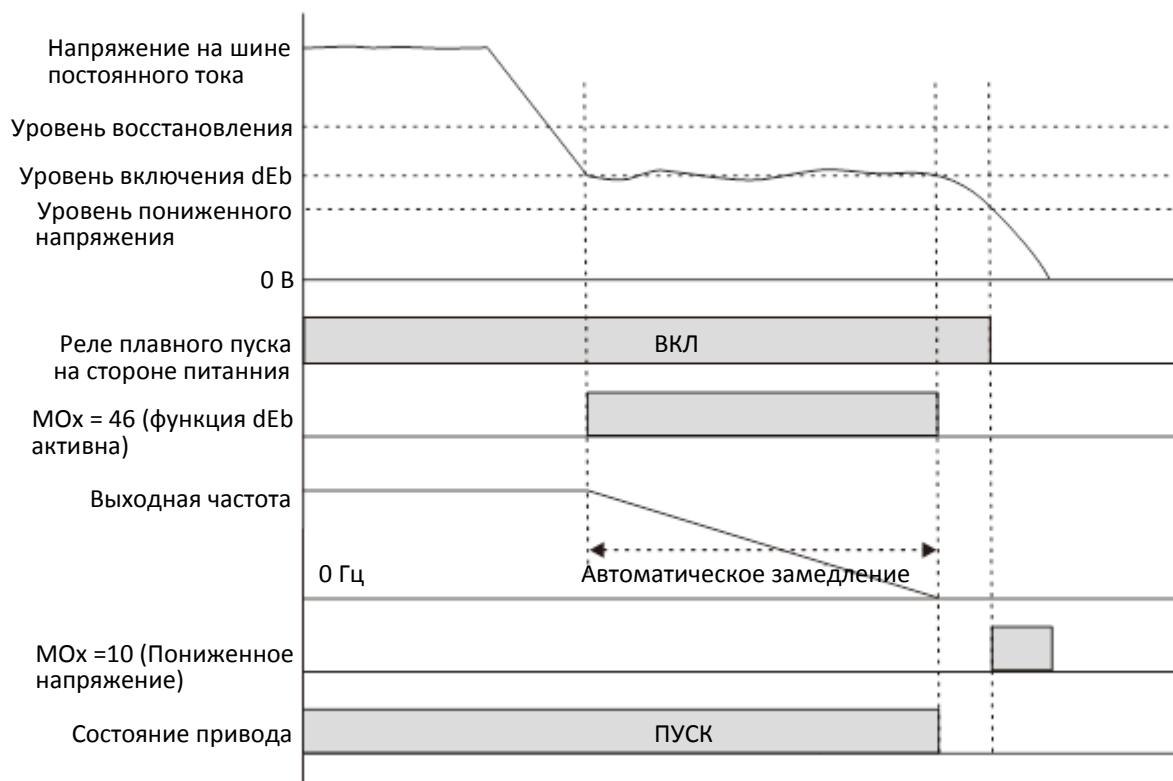 Напряжение на шине
постоянного тока
Уровень восстановления
Уровень включения dEb
Уровень пониженного
напряжения
0 В
Реле плавного пуска
на стороне питанния
ВКЛ
MOx = 46 (функция dEb
активна)
Выходная частота
0 Гц
Автоматическое замедление
MOx =10 (Пониженное
напряжение)
Состояние привода
ПУСК